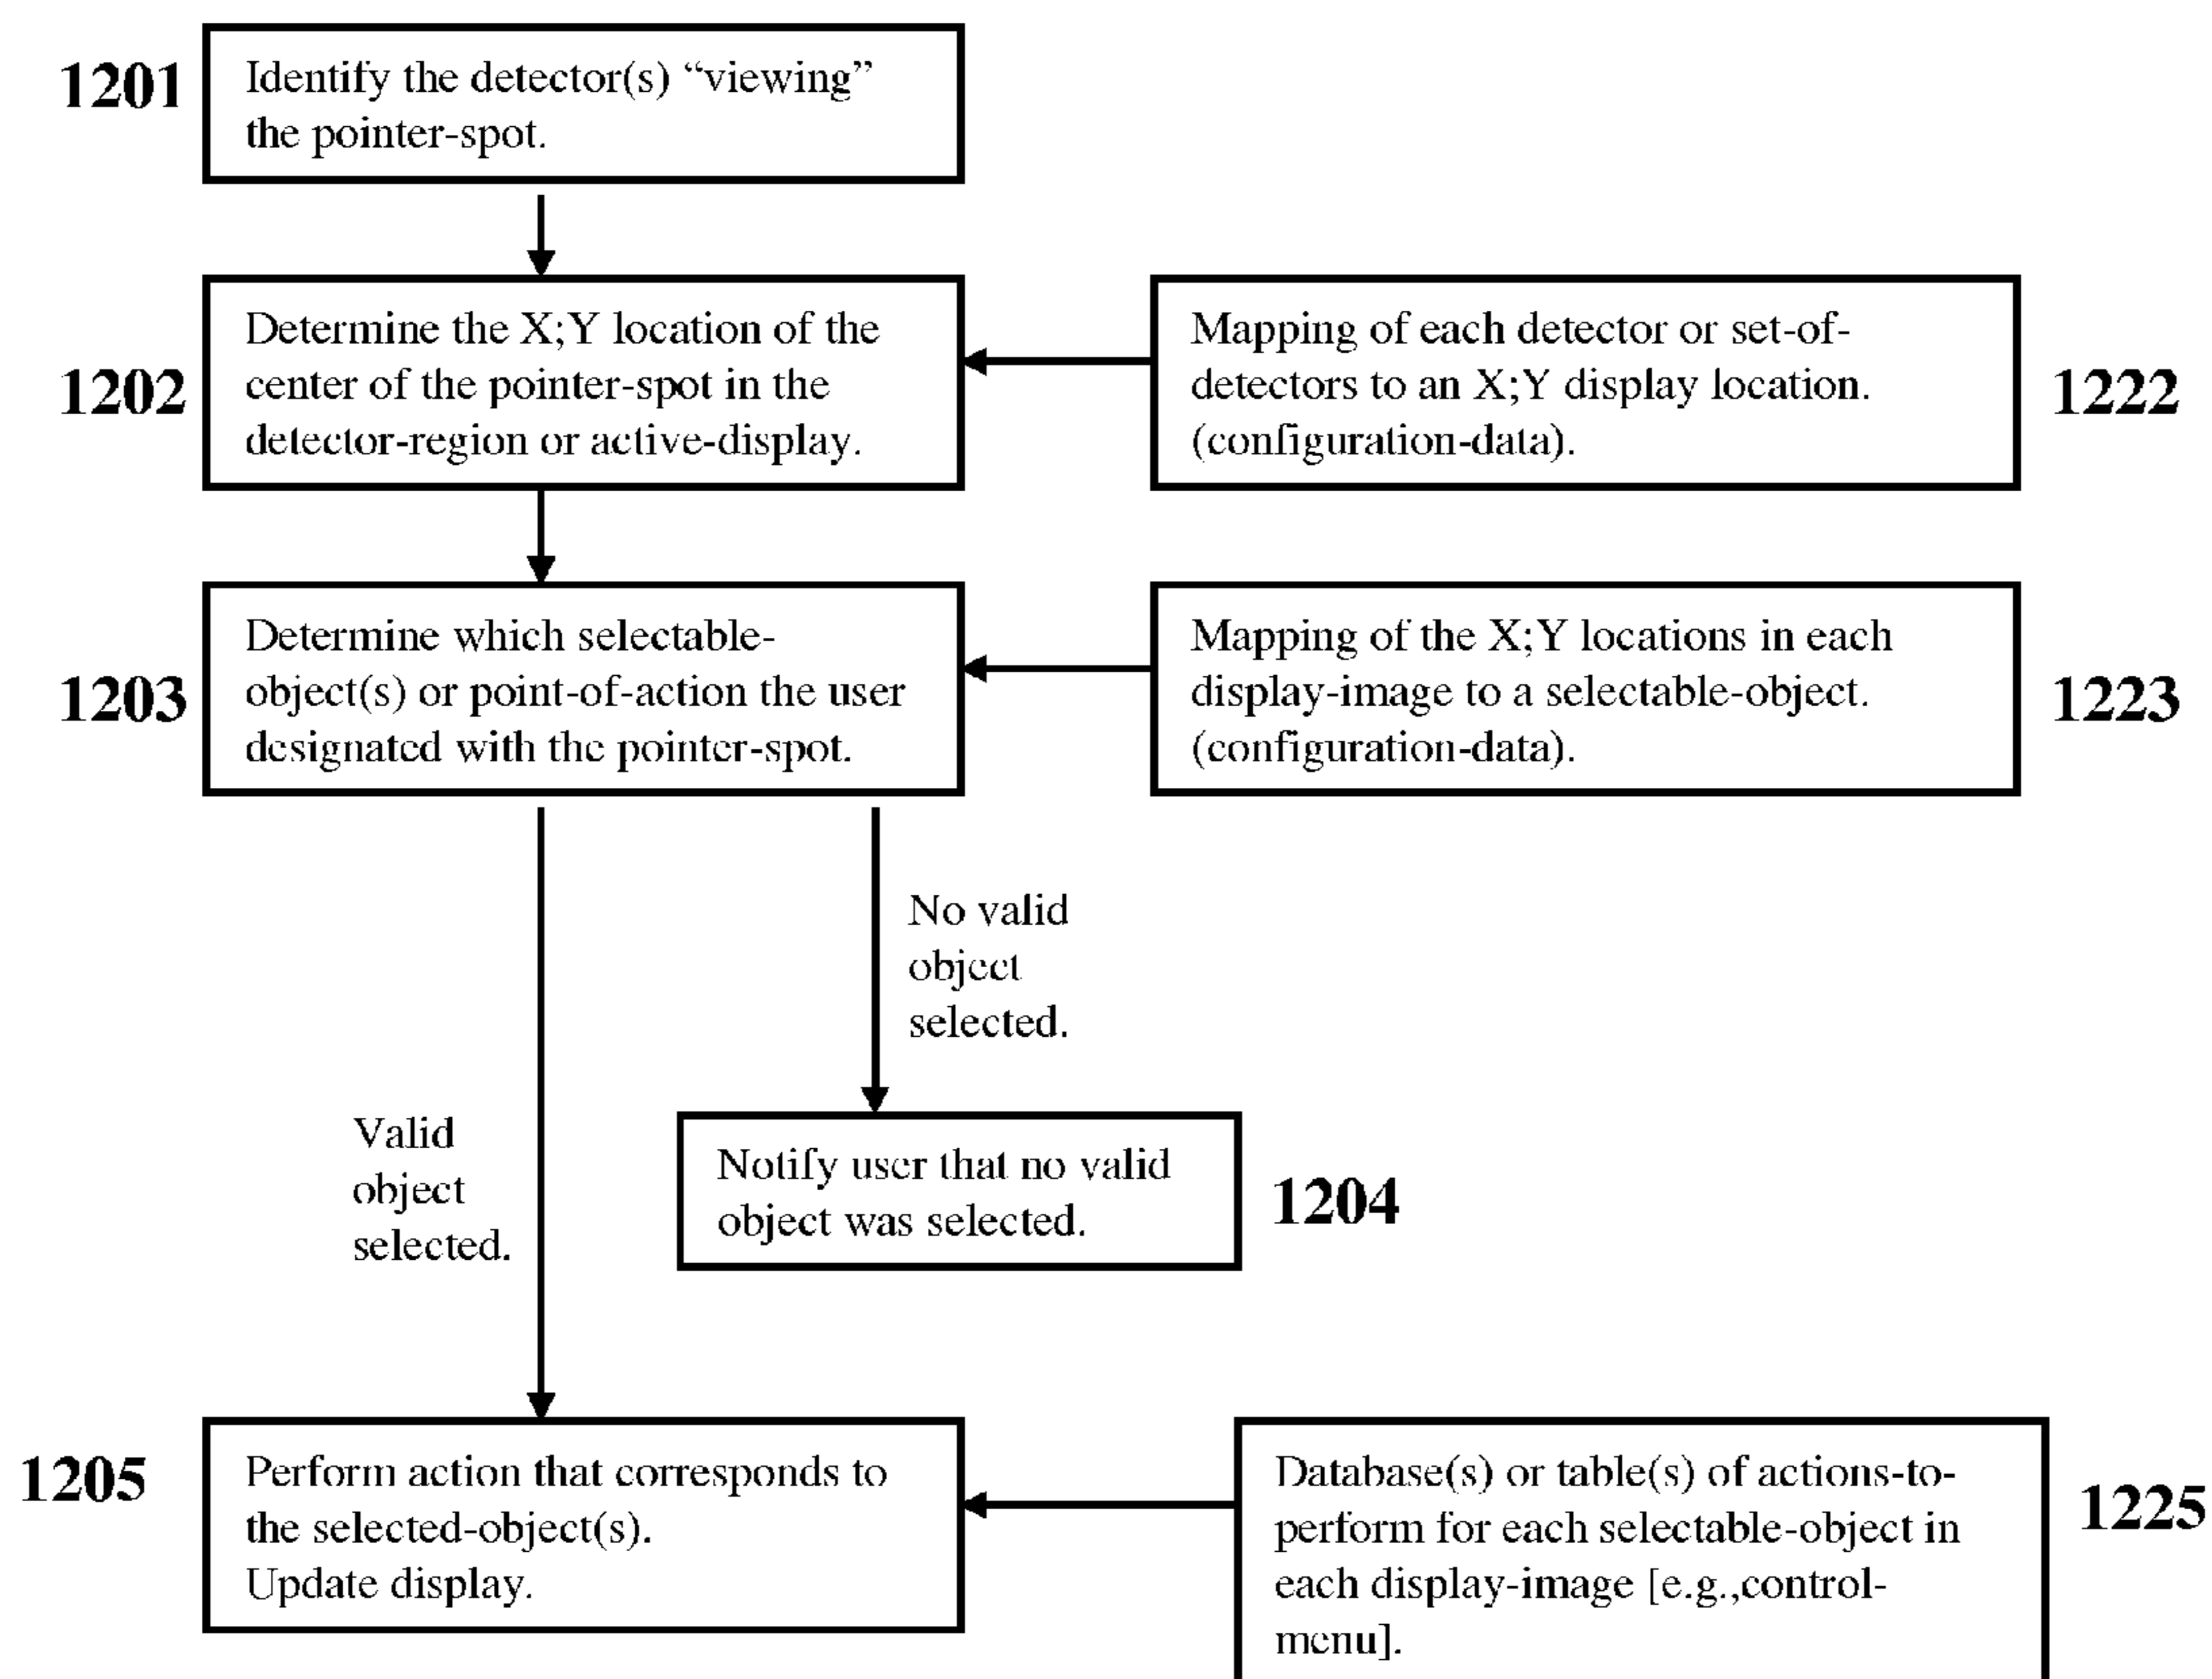 1201
Identify the detector(s) “viewing”
the pointer-spot.
1202
Determine the X;Y location of the
center of the pointer-spot in the
detector-region or active-display.
Mapping of each detector or set-of-
detectors to an X;Y display location.
(configuration-data).
1222
1203
Determine which selectable-
object(s) or point-of-action the user
designated with the pointer-spot.
Mapping of the X;Y locations in each
display-image to a selectable-object.
(configuration-data).
1223
No valid
object
selected.
Valid
object
selected.
Notify user that no valid
object was selected.
1204
1205
Perform action that corresponds to
the selected-object(s).
Update display.
Database(s) or table(s) of actions-to-
perform for each selectable-object in
each display-image [e.g.,control-
menu].
1225